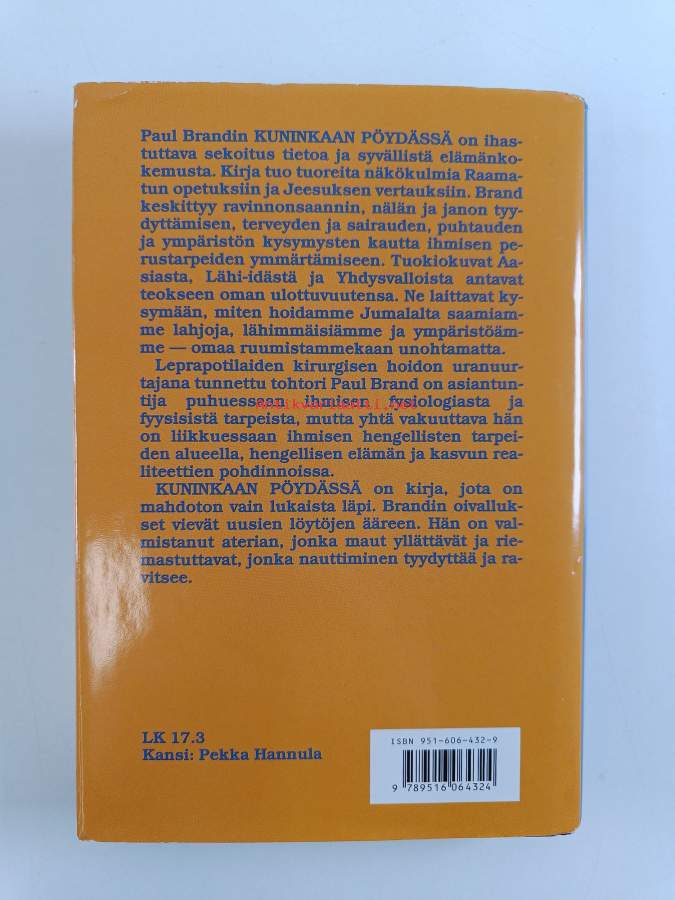 Paul Brandin KUNINKAAN PÖYDÄSSÄ on ihas-
tuttava sekoitus tietoa ja syvällistä elämänko-
kemusta. Kirja tuo tuoreita näkökulmia Raama-
tun opetuksiin ja Jeesuksen vertauksiin. Brand
keskittyy ravinnonsaannin, nälän ja janon tyy-
dyttämisen, terveyden ja sairauden, puhtauden
ja ympäristön kysymysten kautta ihmisen pe-
rustarpeiden ymmärtämiseen. Tuokiokuvat Aa-
siasta, Lähi-idästä ja Yhdysvalloista antavat
teokseen oman ulottuvuutensa. Ne laittavat ky-
symään, miten hoidamme Jumalalta saamiam-
me lahjoja, lähimmäisiämme ja ympäristöäm-
me — omaa ruumistammekaan unohtamatta.
Leprapotilaiden kirurgisen hoidon uranuur-
tajana tunnettu tohtori Paul Brand on asiantun-
tija puhuessaan ihmisen fysiologiasta ja
Antikvariaatti.net
fyysisistä tarpeista, mutta yhtä vakuuttava hän
on liikkuessaan ihmisen hengellisten tarpei-
den alueella, hengellisen elämän ja kasvun rea-
liteettien pohdinnoissa.
KUNINKAAN PÖYDÄSSÄ on kirja, jota on
mahdoton vain lukaista läpi. Brandin oivalluk-
set vievät uusien löytöjen ääreen. Hän on val-
mistanut aterian, jonka maut yllättävät ja rie-
mastuttavat, jonka nauttiminen tyydyttää ja ra-
vitsee.
LK 17.3
Kansi: Pekka Hannula
ISBN 951-606-432-9
9 789516 064324